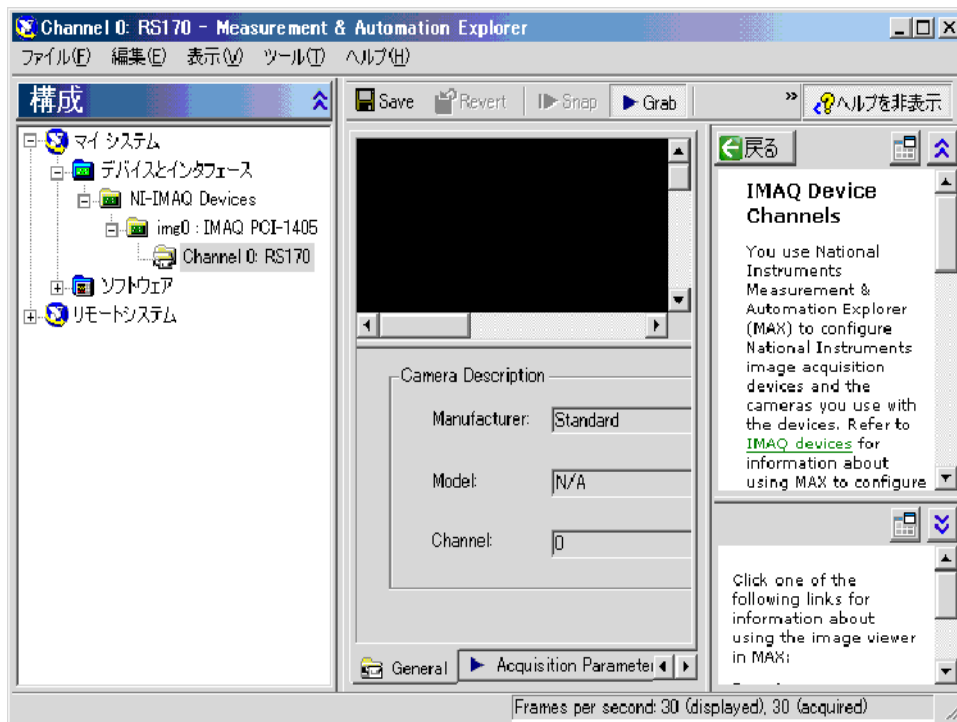 Channel 0: RS170 - Measurement & Automation Explorer
ファイル(F) 編集(E) 表示(V) ツール(T) ヘルプ(H)
構成
マイ システム
デバイスとインタフェース
NI-IMAQ Devices
img0 : IMAQ PCI-1405
Channel 0: RS170
ソフトウェア
リモートシステム
Save Revert Snap Grab » ヘルプを非表示
Camera Description
Manufacturer: Standard
Model: N/A
Channel: 0
General Acquisition Parameter
戻る
IMAQ Device
Channels
You use National
Instruments
Measurement &
Automation Explorer
(MAX) to configure
National Instruments
image acquisition
devices and the
cameras you use with
the devices. Refer to
IMAQ devices for
information about
using MAX to configure
Click one of the
following links for
information about
using the image viewer
in MAX:
Frames per second: 30 (displayed), 30 (acquired)